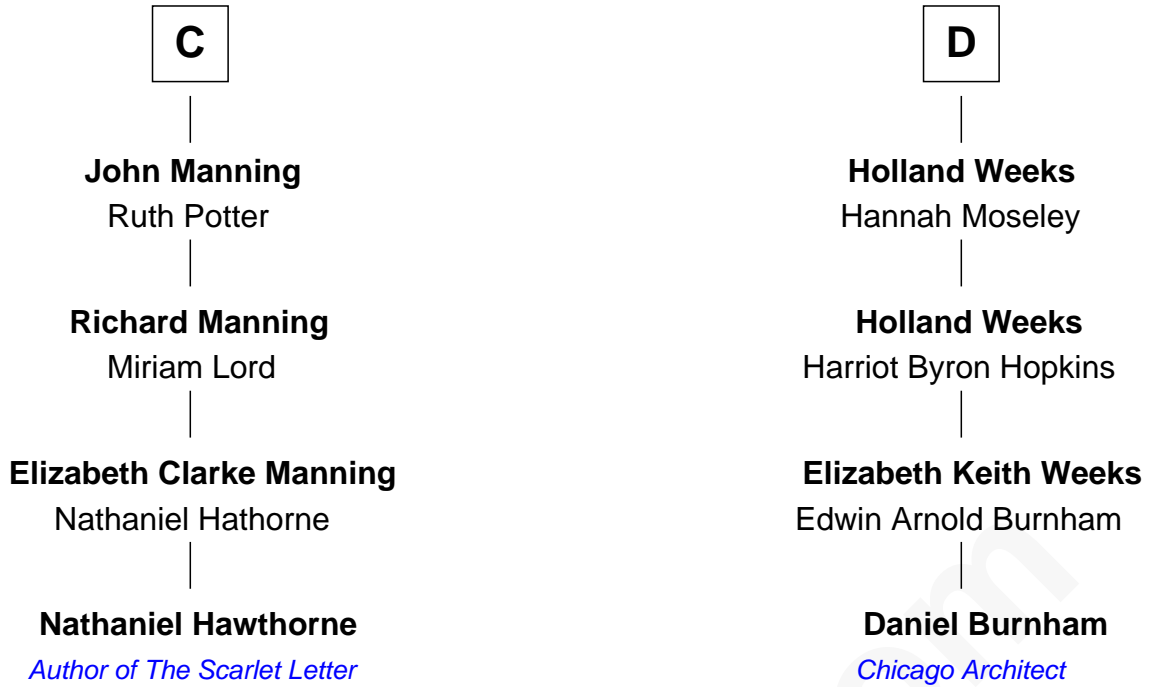 C
John Manning
Ruth Potter
Richard Manning
Miriam Lord
Elizabeth Clarke Manning
Nathaniel Hathorne
Nathaniel Hawthorne
Author of The Scarlet Letter
D
Holland Weeks
Hannah Moseley
Holland Weeks
Harriot Byron Hopkins
Elizabeth Keith Weeks
Edwin Arnold Burnham
Daniel Burnham
Chicago Architect